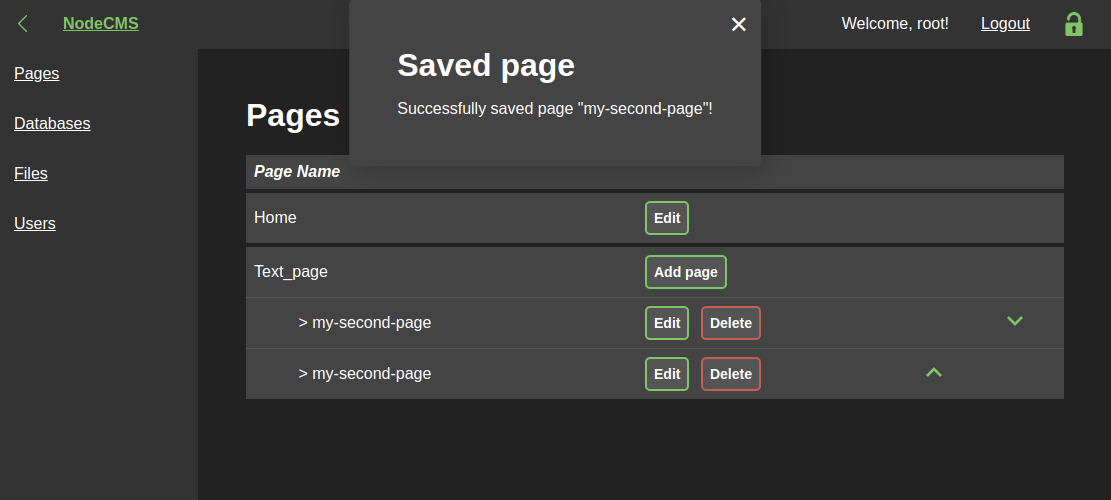 NodeCMS
Welcome, root!
Logout
Pages
Databases
Files
Users
Saved page
Successfully saved page "my-second-page"!
Pages
Page Name
Home Edit
Text_page Add page
> my-second-page Edit Delete
> my-second-page Edit Delete